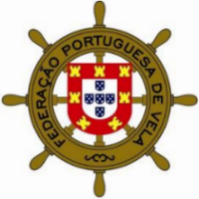 FEDERAÇÃO PORTUGUESA DE VELA